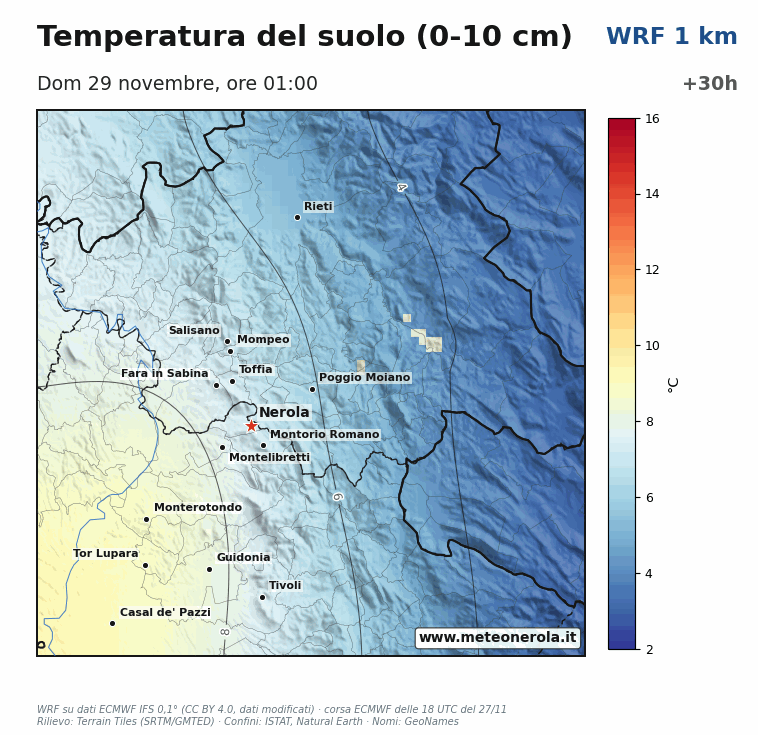 Temperatura del suolo (0-10 cm) WRF 1 km
Dom 29 novembre, ore 01:00 +30h
16
14
12
10
8
6
4
2
°C
4
Rieti
Salisano
Mompeo
Fara in Sabina
Toffia
Poggio Moiano
Nerola
Montorio Romano
Montelibretti
6
Monterotondo
Tor Lupara
Guidonia
Tivoli
Casal de' Pazzi
8
www.meteonerola.it
WRF su dati ECMWF IFS 0,1° (CC BY 4.0, dati modificati) · corsa ECMWF delle 18 UTC del 27/11
Rilievo: Terrain Tiles (SRTM/GMTED) · Confini: ISTAT, Natural Earth · Nomi: GeoNames